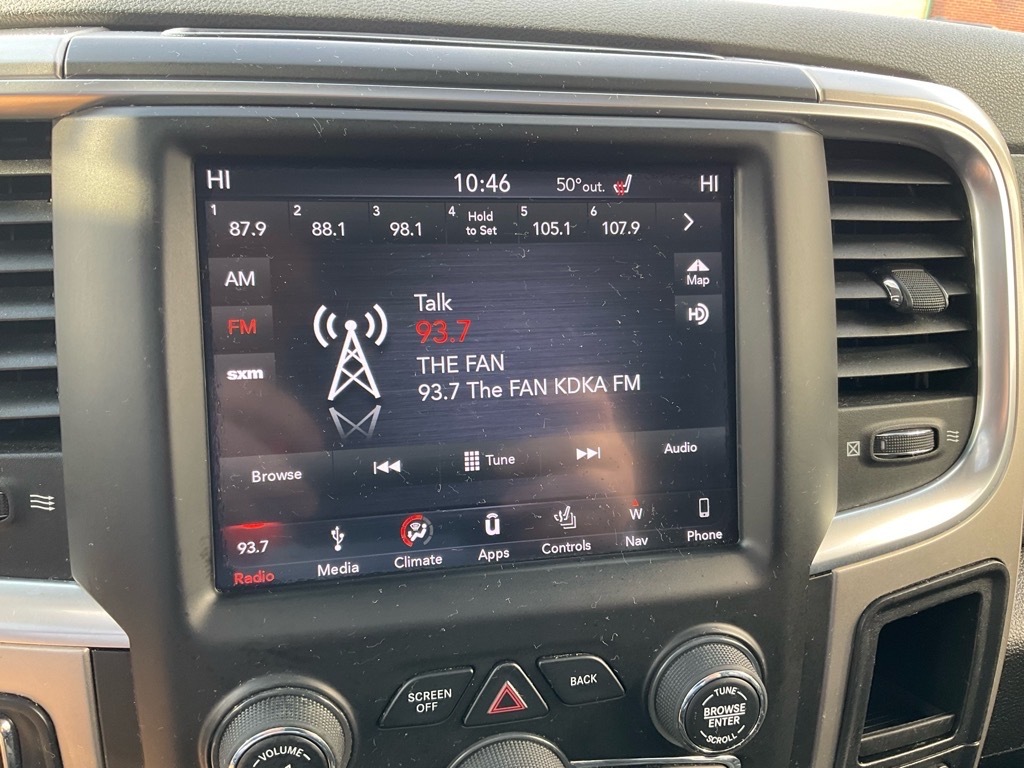 HI 10:46 50°out. HI
1 87.9 2 88.1 3 98.1 4 Hold to Set 5 105.1 6 107.9
AM
Map
FM
HD
sxm
Talk
93.7
THE FAN
93.7 The FAN KDKA FM
Browse Tune Audio
93.7 W
Radio Media Climate Apps Controls Nav Phone
SCREEN
OFF
BACK
VOLUME
TUNE
BROWSE
ENTER
SCROLL